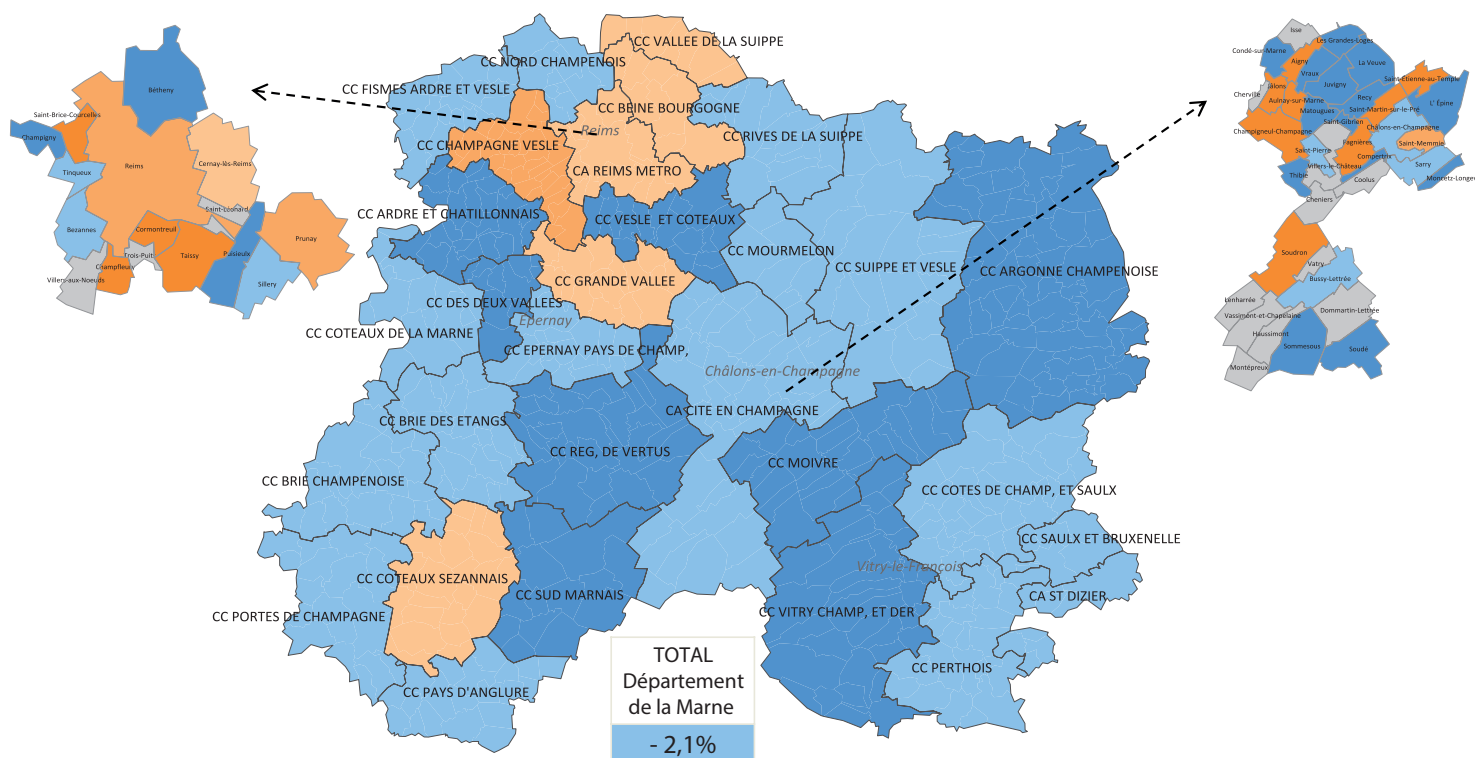 Bétheny
Saint-Brice-Courcelles
Champigny
Reims
Cernay-lès-Reims
Tinqueux
Saint-Léonard
Bezannes
Cormontreuil
Prunay
Trois-Puits
Taissy
Puisieulx
Champfleury
Villers-aux-Noeuds
Sillery
CC VALLEE DE LA SUIPPE
CC NORD CHAMPENOIS
CC FISMES ARDRE ET VESLE
CC BEINE BOURGOGNE
Reims
CC RIVES DE LA SUIPPE
CC CHAMPAGNE VESLE
CA REIMS METRO
CC ARDRE ET CHATILLONNAIS
CC VESLE ET COTEAUX
CC MOURMELON
CC SUIPPE ET VESLE
CC ARGONNE CHAMPENOISE
CC GRANDE VALLEE
CC DES DEUX VALLEES
Epernay
CC COTEAUX DE LA MARNE
CC EPERNAY PAYS DE CHAMP,
Châlons-en-Champagne
CA CITE EN CHAMPAGNE
CC BRIE DES ETANGS
CC REG, DE VERTUS
CC MOIVRE
CC BRIE CHAMPENOISE
CC COTES DE CHAMP, ET SAULX
CC SAULX ET BRUXENELLE
Vitry-le-François
CC COTEAUX SEZANNAIS
CC SUD MARNAIS
CA ST DIZIER
CC PORTES DE CHAMPAGNE
CC VITRY CHAMP, ET DER
CC PERTHOIS
CC PAYS D'ANGLURE
TOTAL
Département
de la Marne
- 2,1%
Isse
Les Grandes-Loges
Condé-sur-Marne
Aigny
La Veuve
Vraux
Saint-Etienne-au-Temple
Juvigny
Jâlons
Cherville
Recy
Aulnay-sur-Marne
L' Épine
Matougues
Saint-Martin-sur-le-Pré
Saint-Gibrien
Champigneul-Champagne
Châlons-en-Champagne
Fagnières
Saint-Memmie
Saint-Pierre
Compertrix
Villers-le-Château
Sarry
Thibie
Coolus
Moncetz-Longev
Cheniers
Soudron
Vatry
Bussy-Lettrée
Lenharrée
Vassimont-et-Chapelaine
Dommartin-Lettrée
Haussimont
Sommesous
Soudé
Montépreux